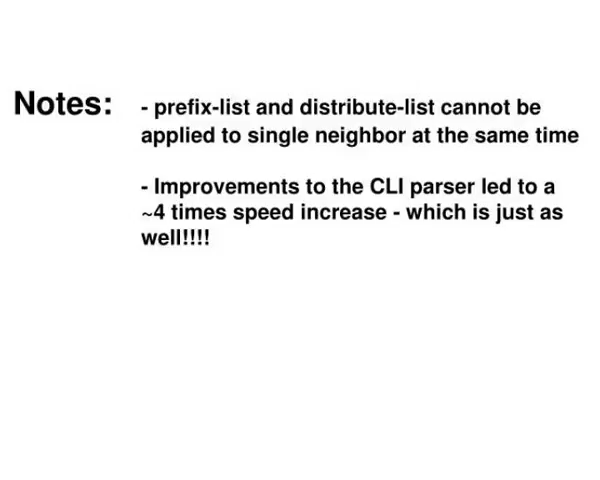 Notes: - prefix-list and distribute-list cannot be
applied to single neighbor at the same time
- Improvements to the CLI parser led to a
~4 times speed increase - which is just as
well!!!!